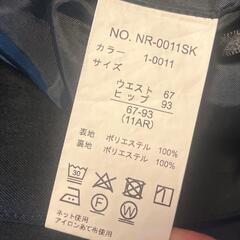 NO. NR-0011SK
カラー 1-0011
サイズ
ウエスト 67
ヒップ 93
67-93
(11AR)
表地 ポリエステル 100%
裏地 ポリエステル 100%
30
W
ネット使用
アイロンあて布使用